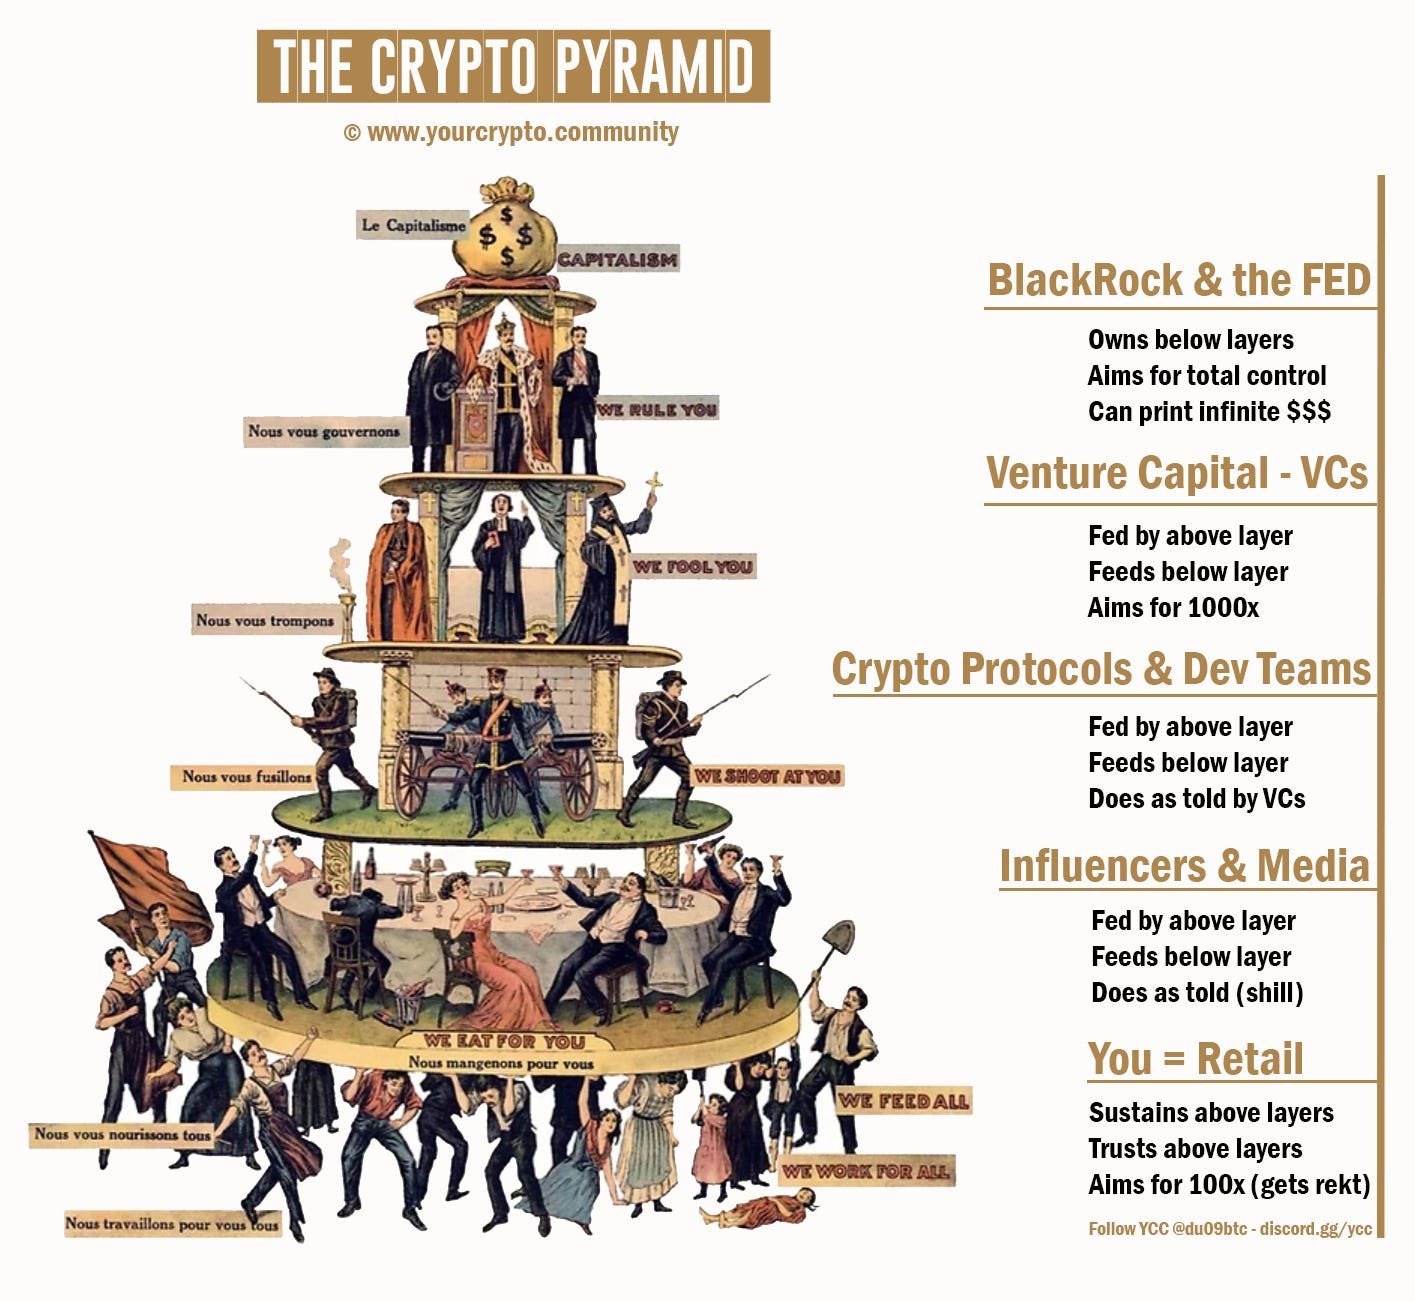 THE CRYPTO PYRAMID
© www.yourcrypto.community
Le Capitalisme
$
$ $
$
CAPITALISM
Nous vous gouvernons
WE RULE YOU
Nous vous trompons
WE FOOL YOU
Nous vous fusillons
WE SHOOT AT YOU
WE EAT FOR YOU
Nous mangenons pour vous
WE FEED ALL
Nous vous nourissons tous
WE WORK FOR ALL
Nous travaillons pour vous tous
BlackRock & the FED
Owns below layers
Aims for total control
Can print infinite $$$
Venture Capital - VCs
Fed by above layer
Feeds below layer
Aims for 1000x
Crypto Protocols & Dev Teams
Fed by above layer
Feeds below layer
Does as told by VCs
Influencers & Media
Fed by above layer
Feeds below layer
Does as told (shill)
You = Retail
Sustains above layers
Trusts above layers
Aims for 100x (gets rekt)
Follow YCC @du09btc - discord.gg/ycc